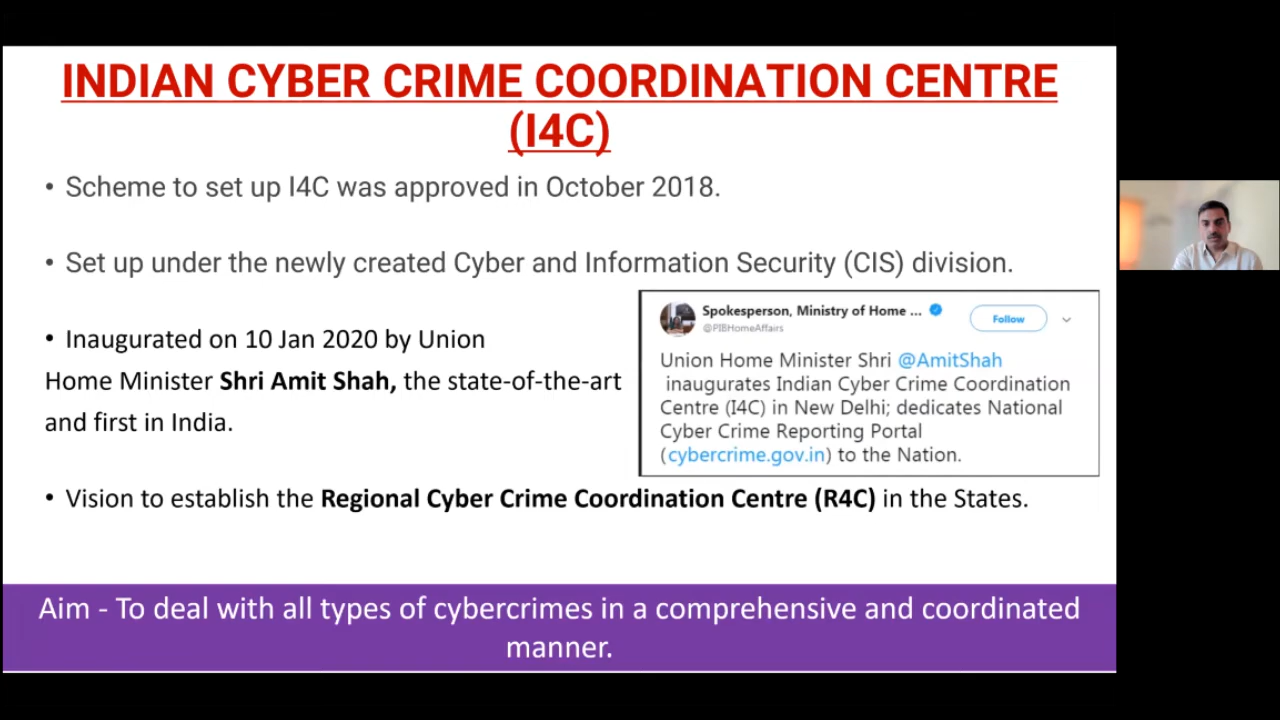 INDIAN CYBER CRIME COORDINATION CENTRE
(I4C)
• Scheme to set up I4C was approved in October 2018.
• Set up under the newly created Cyber and Information Security (CIS) division.
• Inaugurated on 10 Jan 2020 by Union
Home Minister Shri Amit Shah, the state-of-the-art
and first in India.
Spokesperson, Ministry of Home ...
@PIBHomeAffairs
Follow
Union Home Minister Shri @AmitShah
inaugurates Indian Cyber Crime Coordination
Centre (I4C) in New Delhi; dedicates National
Cyber Crime Reporting Portal
(cybercrime.gov.in) to the Nation.
• Vision to establish the Regional Cyber Crime Coordination Centre (R4C) in the States.
Aim - To deal with all types of cybercrimes in a comprehensive and coordinated
manner.